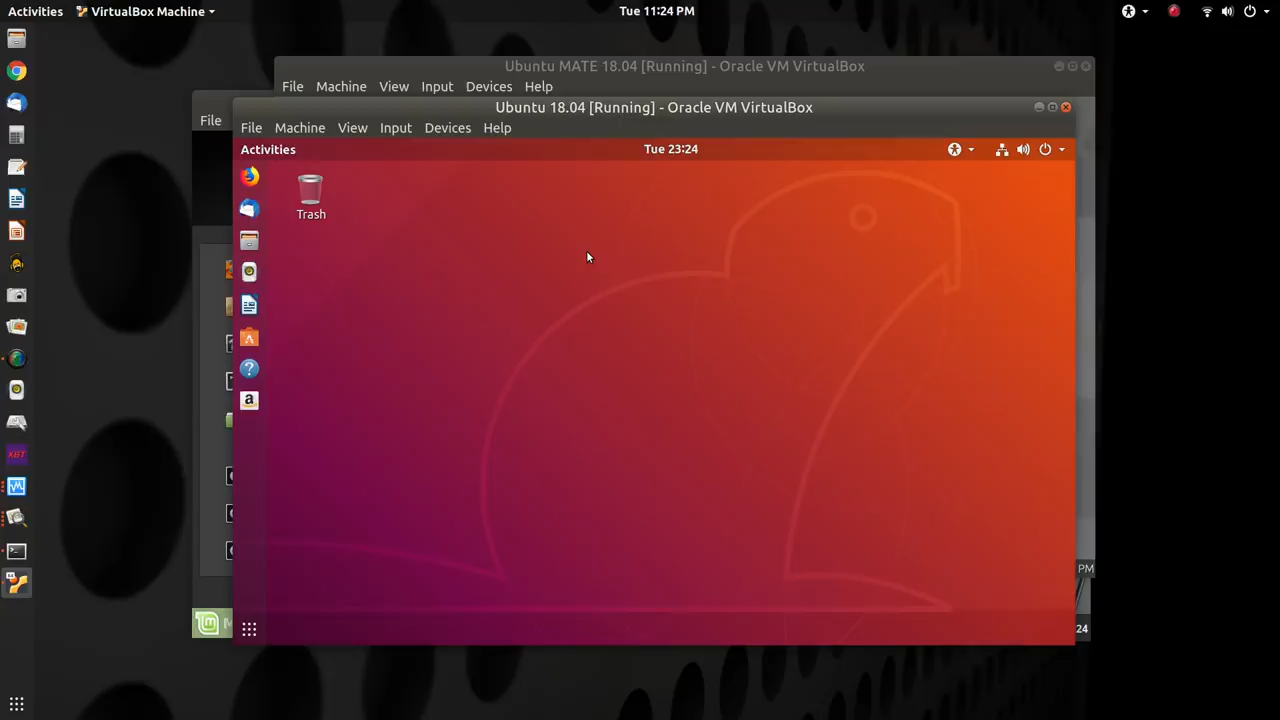 Activities VirtualBox Machine Tue 11:24 PM
Ubuntu MATE 18.04 [Running] - Oracle VM VirtualBox
File Machine View Input Devices Help
Ubuntu 18.04 [Running] - Oracle VM VirtualBox
File
File Machine View Input Devices Help
Activities Tue 23:24
Trash
a
XBT
PM
24